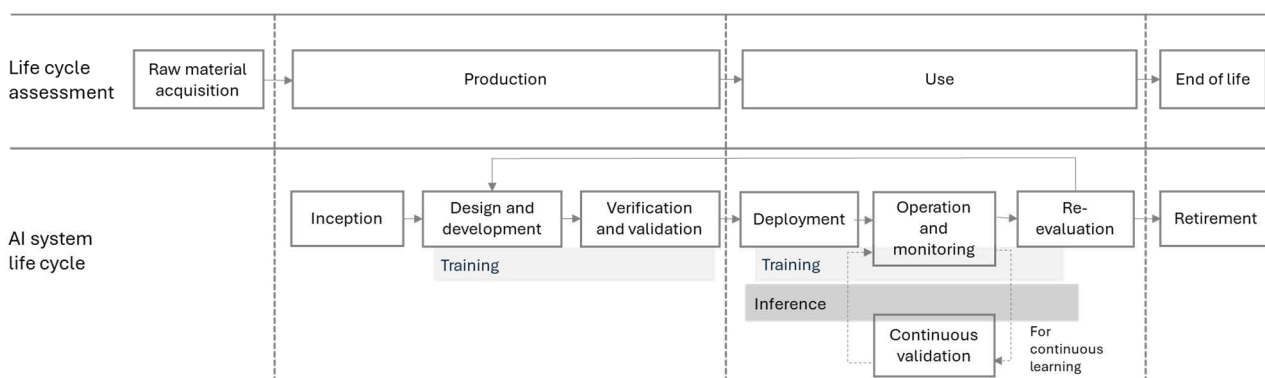 Life cycle
assessment
Raw material
acquisition
Production
Use
End of life
AI system
life cycle
Inception
Design and
development
Verification
and validation
Deployment
Operation
and
monitoring
Re-
evaluation
Retirement
Training
Training
Inference
Continuous
validation
For
continuous
learning